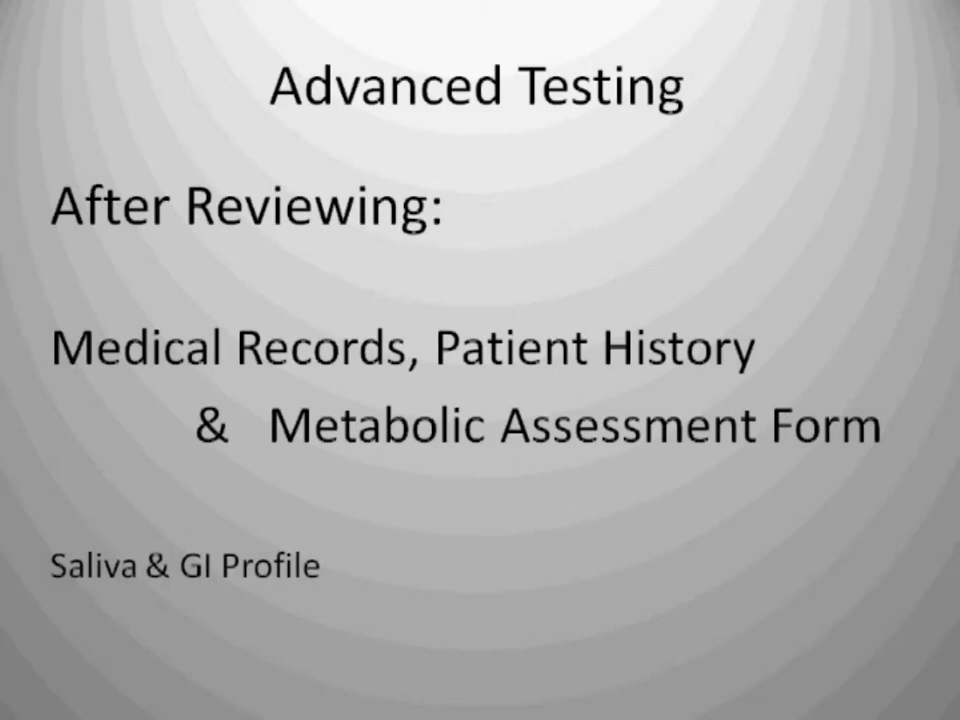 Advanced Testing
After Reviewing:
Medical Records, Patient History
& Metabolic Assessment Form
Saliva & GI Profile